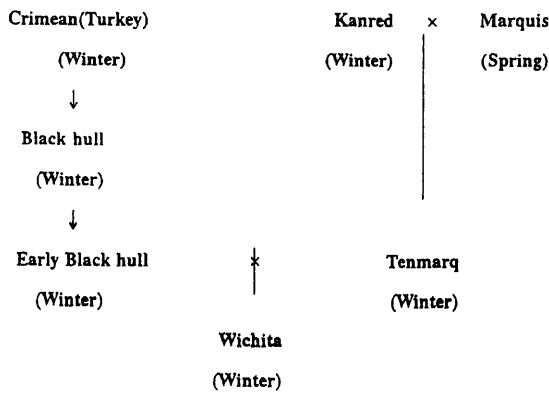 Crimean(Turkey) Kanred × Marquis
(Winter) (Winter) (Spring)
↓
Black hull
(Winter)
↓
Early Black hull × Tenmarq
(Winter) (Winter)
Wichita
(Winter)